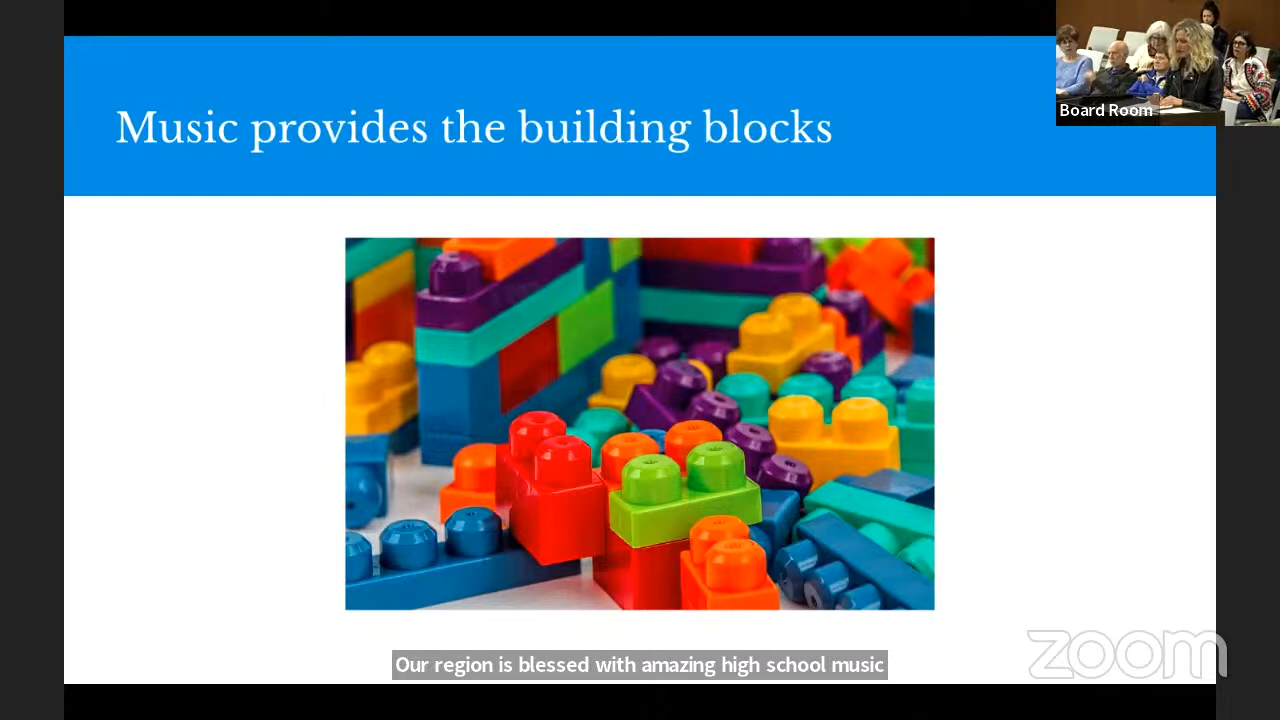 Music provides the building blocks
Board Room
Our region is blessed with amazing high school music
zoom